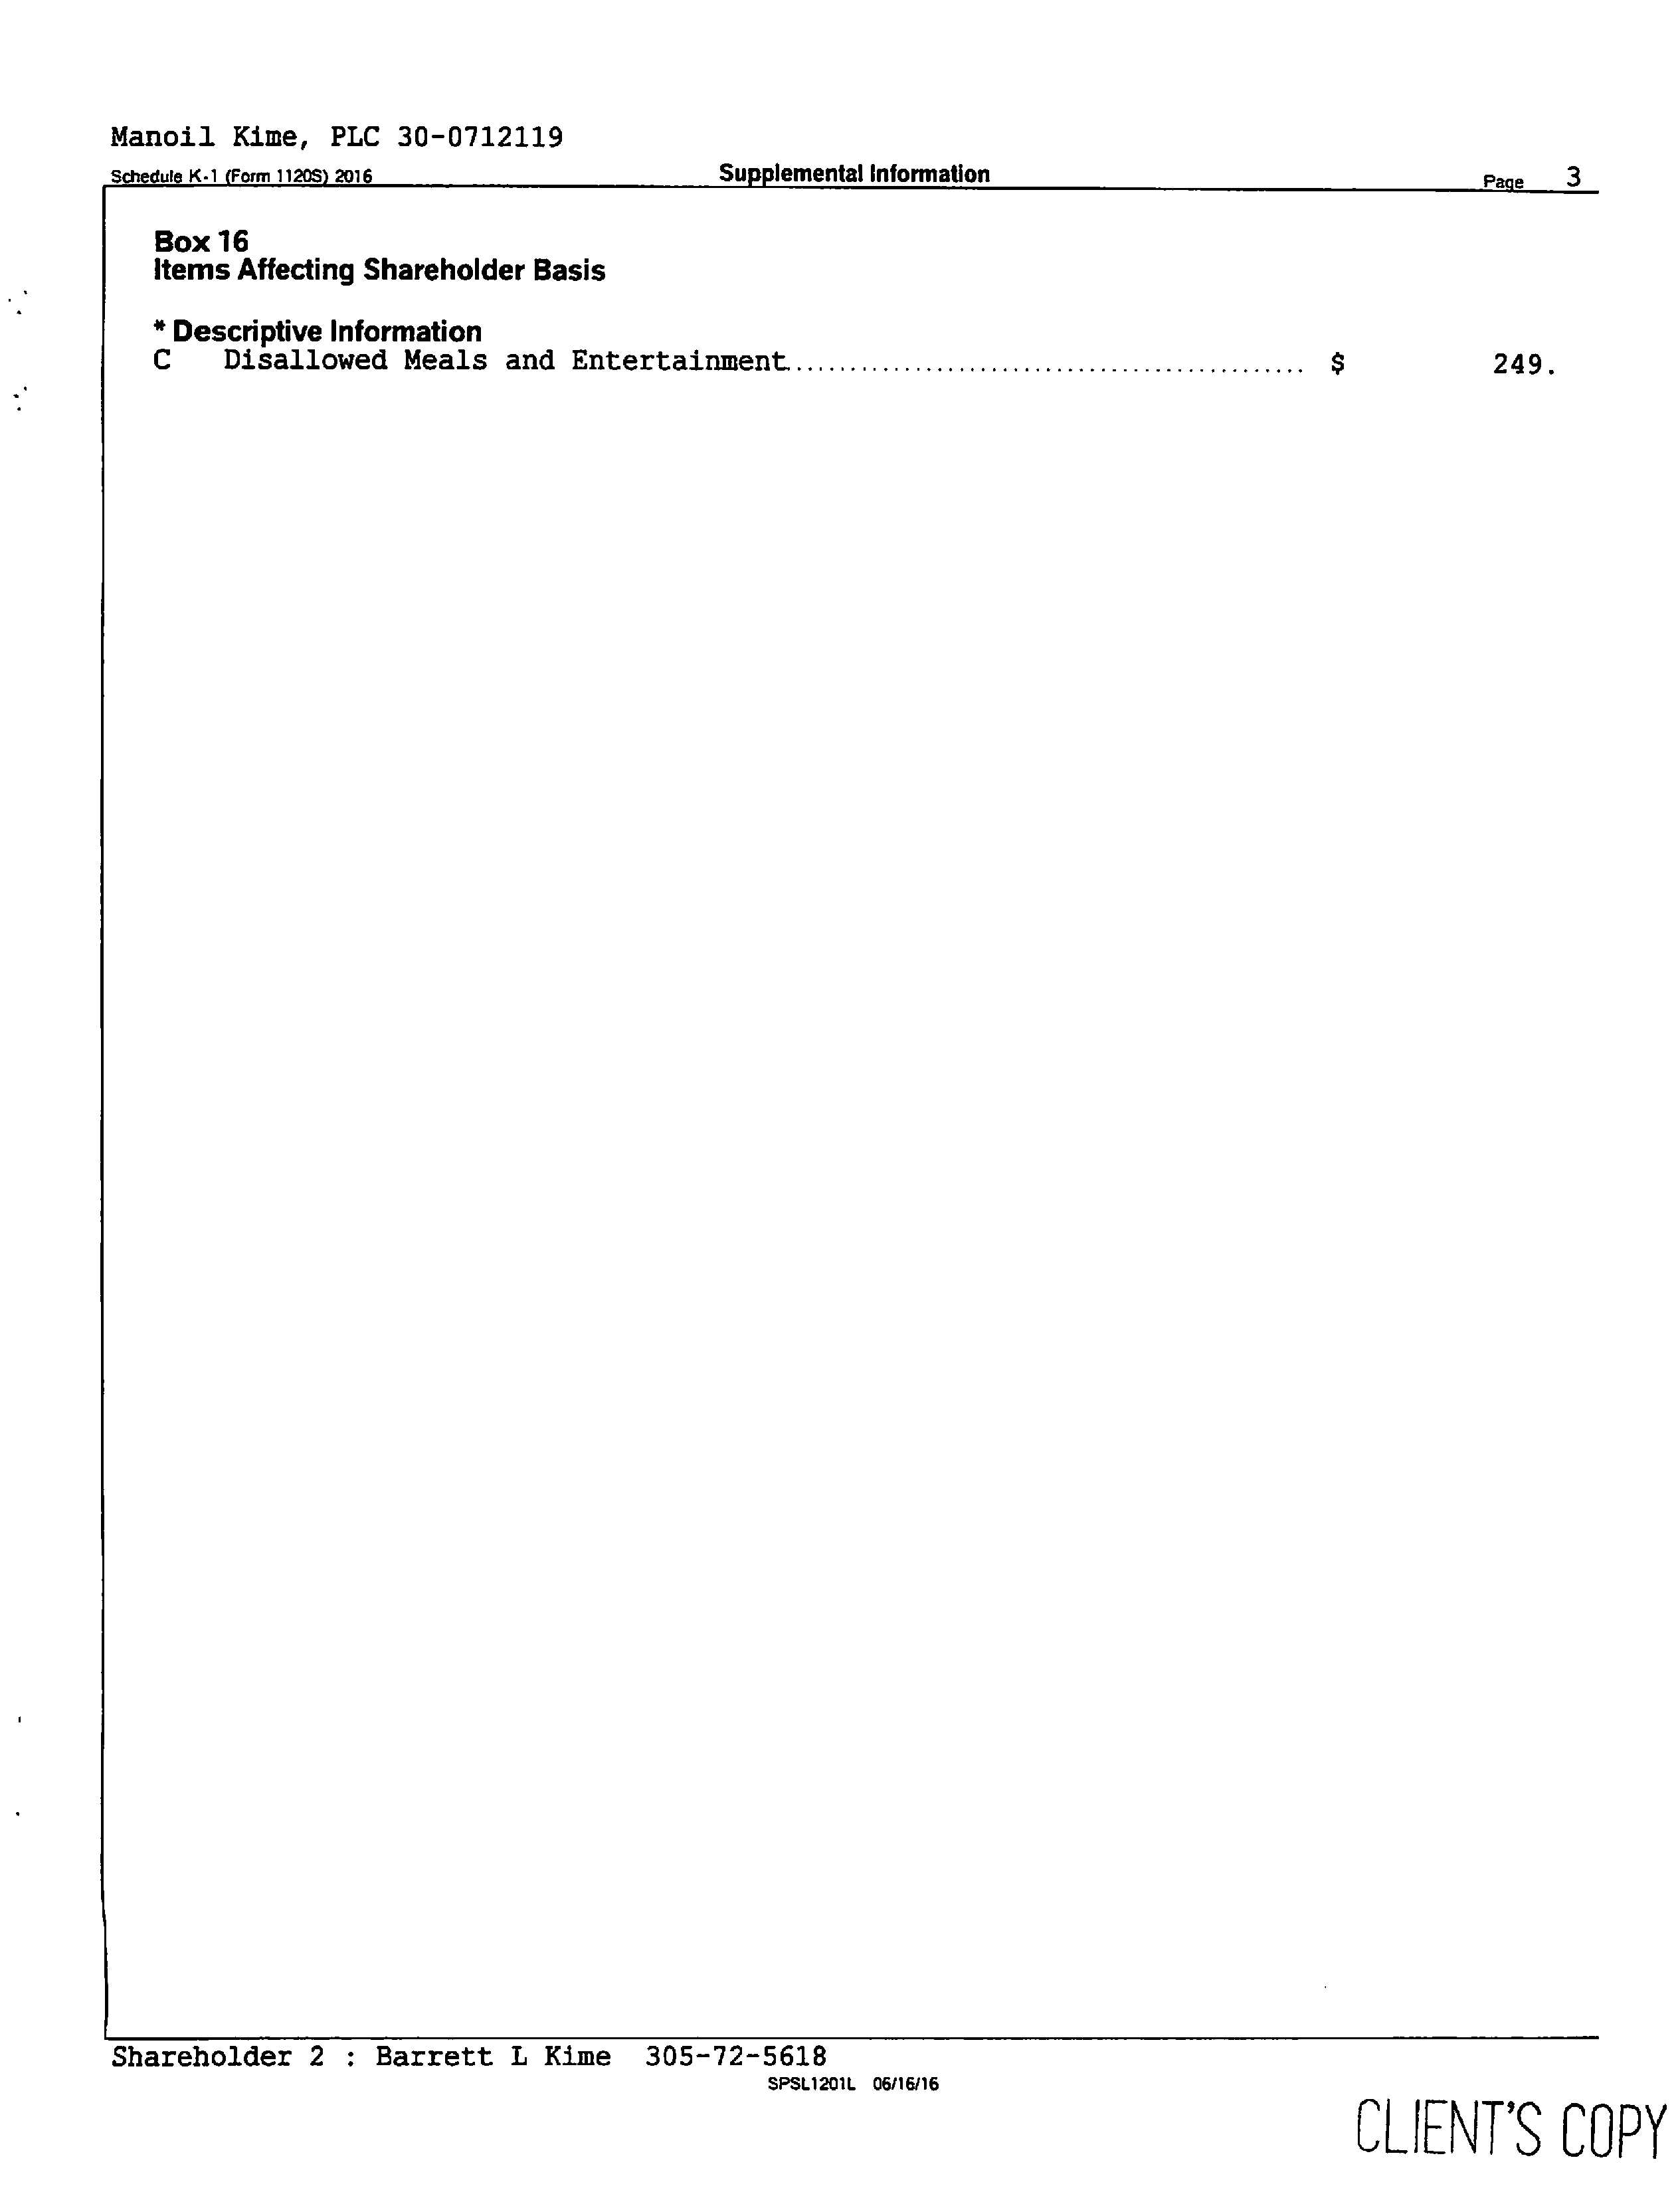 Manoil Kime, PLC 30-0712119
Schedule K-1 (Form 1120S) 2016 Supplemental Information Page 3
Box 16
Items Affecting Shareholder Basis
* Descriptive Information
C Disallowed Meals and Entertainment................................................ $ 249.
Shareholder 2 : Barrett L Kime 305-72-5618
SPSL1201L 06/16/16
CLIENT'S COPY